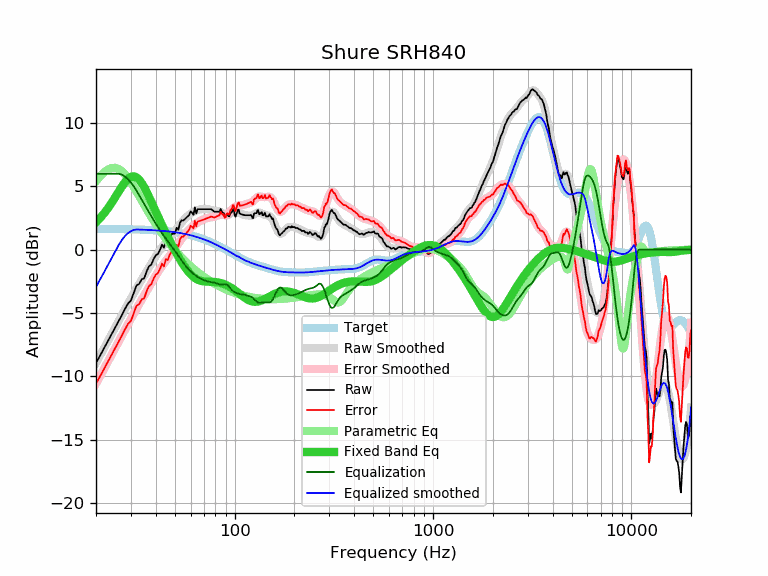 Shure SRH840
Amplitude (dBr)
10
5
0
−5
−10
−15
−20
Target
Raw Smoothed
Error Smoothed
Raw
Error
Parametric Eq
Fixed Band Eq
Equalization
Equalized smoothed
100
1000
10000
Frequency (Hz)